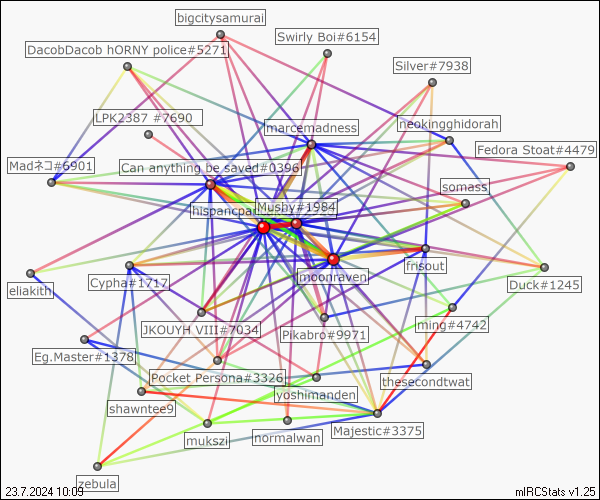 bigcitysamurai
Swirly Boi#6154
DacobDacob hORNY police#5271
Silver#7938
LPK2387 #7690
neokingghidorah
marcemadness
Fedora Stoat#4479
Madネコ#6901
Can anything be saved#0396
somass
Mushy#1984
hispancpa
moonraven
frisout
Cypha#1717
Duck#1245
eliakith
ming#4742
JKOUYH VIII#7034
Pikabro#9971
Eg.Master#1378
Pocket Persona#3326
thesecondtwat
yoshimanden
shawntee9
Majestic#3375
mukszi
normalwan
zebula
23.7.2024 10:09
mIRCStats v1.25